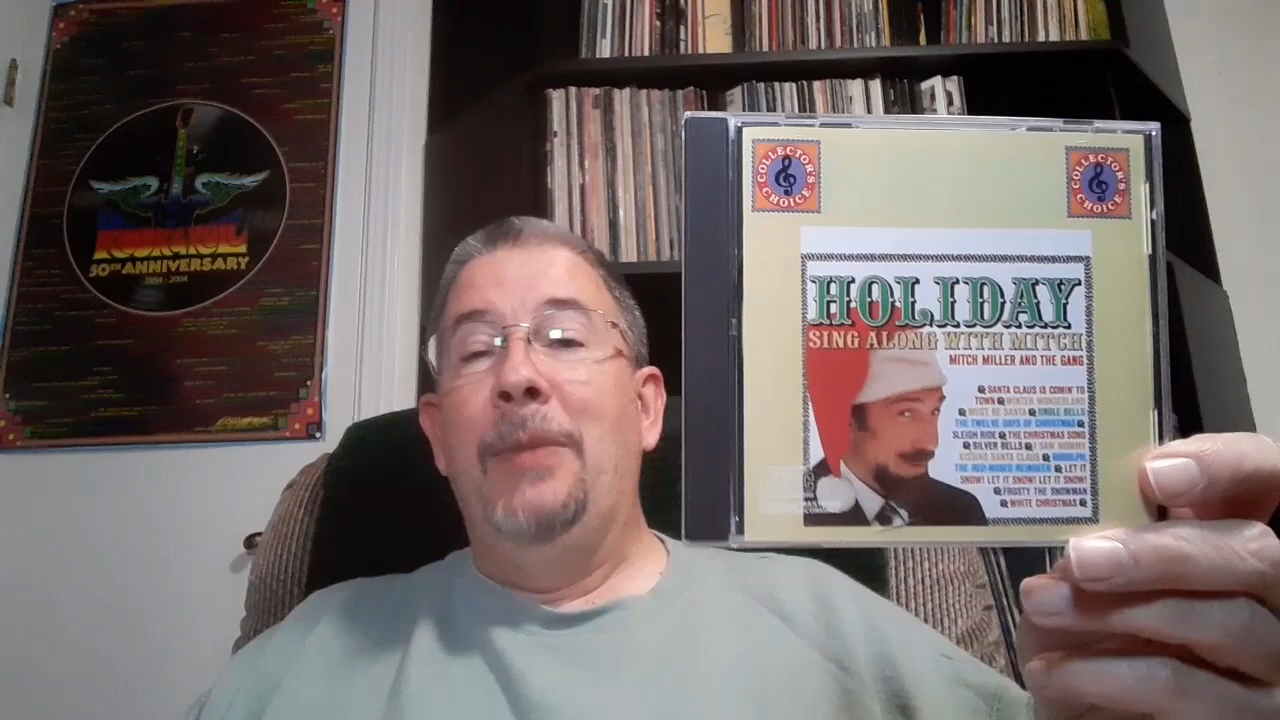 50TH ANNIVERSARY
1954 - 2004
COLLECTOR'S CHOICE
COLLECTOR'S CHOICE
HOLIDAY
SING ALONG WITH MITCH
MITCH MILLER AND THE GANG
SANTA CLAUS IS COMIN' TO
TOWN WINTER WONDERLAND
MUST BE SANTA JINGLE BELLS
THE TWELVE DAYS OF CHRISTMAS
SLEIGH RIDE THE CHRISTMAS SONG
SILVER BELLS I SAW MOMMY
KISSING SANTA CLAUS RUDOLPH,
THE RED-NOSED REINDEER LET IT
SNOW! LET IT SNOW! LET IT SNOW!
FROSTY THE SNOWMAN
WHITE CHRISTMAS